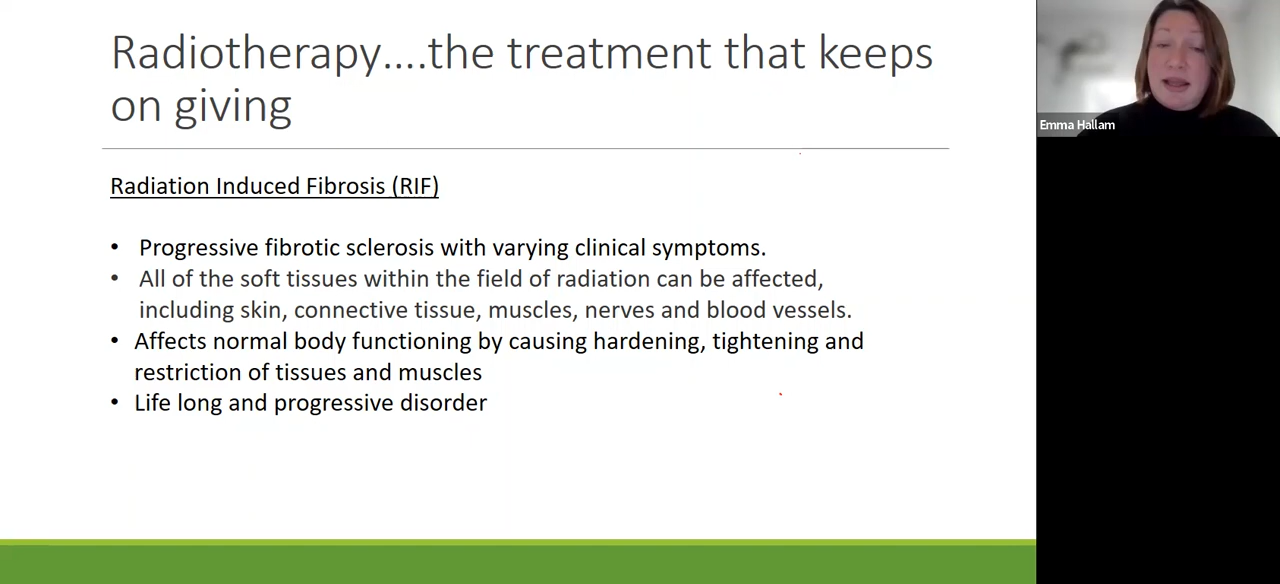 Radiotherapy....the treatment that keeps
on giving
Emma Hallam
Radiation Induced Fibrosis (RIF)
• Progressive fibrotic sclerosis with varying clinical symptoms.
• All of the soft tissues within the field of radiation can be affected,
including skin, connective tissue, muscles, nerves and blood vessels.
• Affects normal body functioning by causing hardening, tightening and
restriction of tissues and muscles
• Life long and progressive disorder